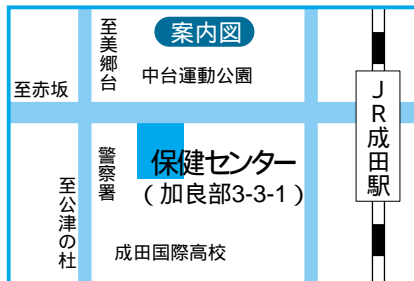 案内図
至美郷台
中台運動公園
至赤坂
JR成田駅
警察署
保健センター
(加良部3-3-1)
至公津の杜
成田国際高校